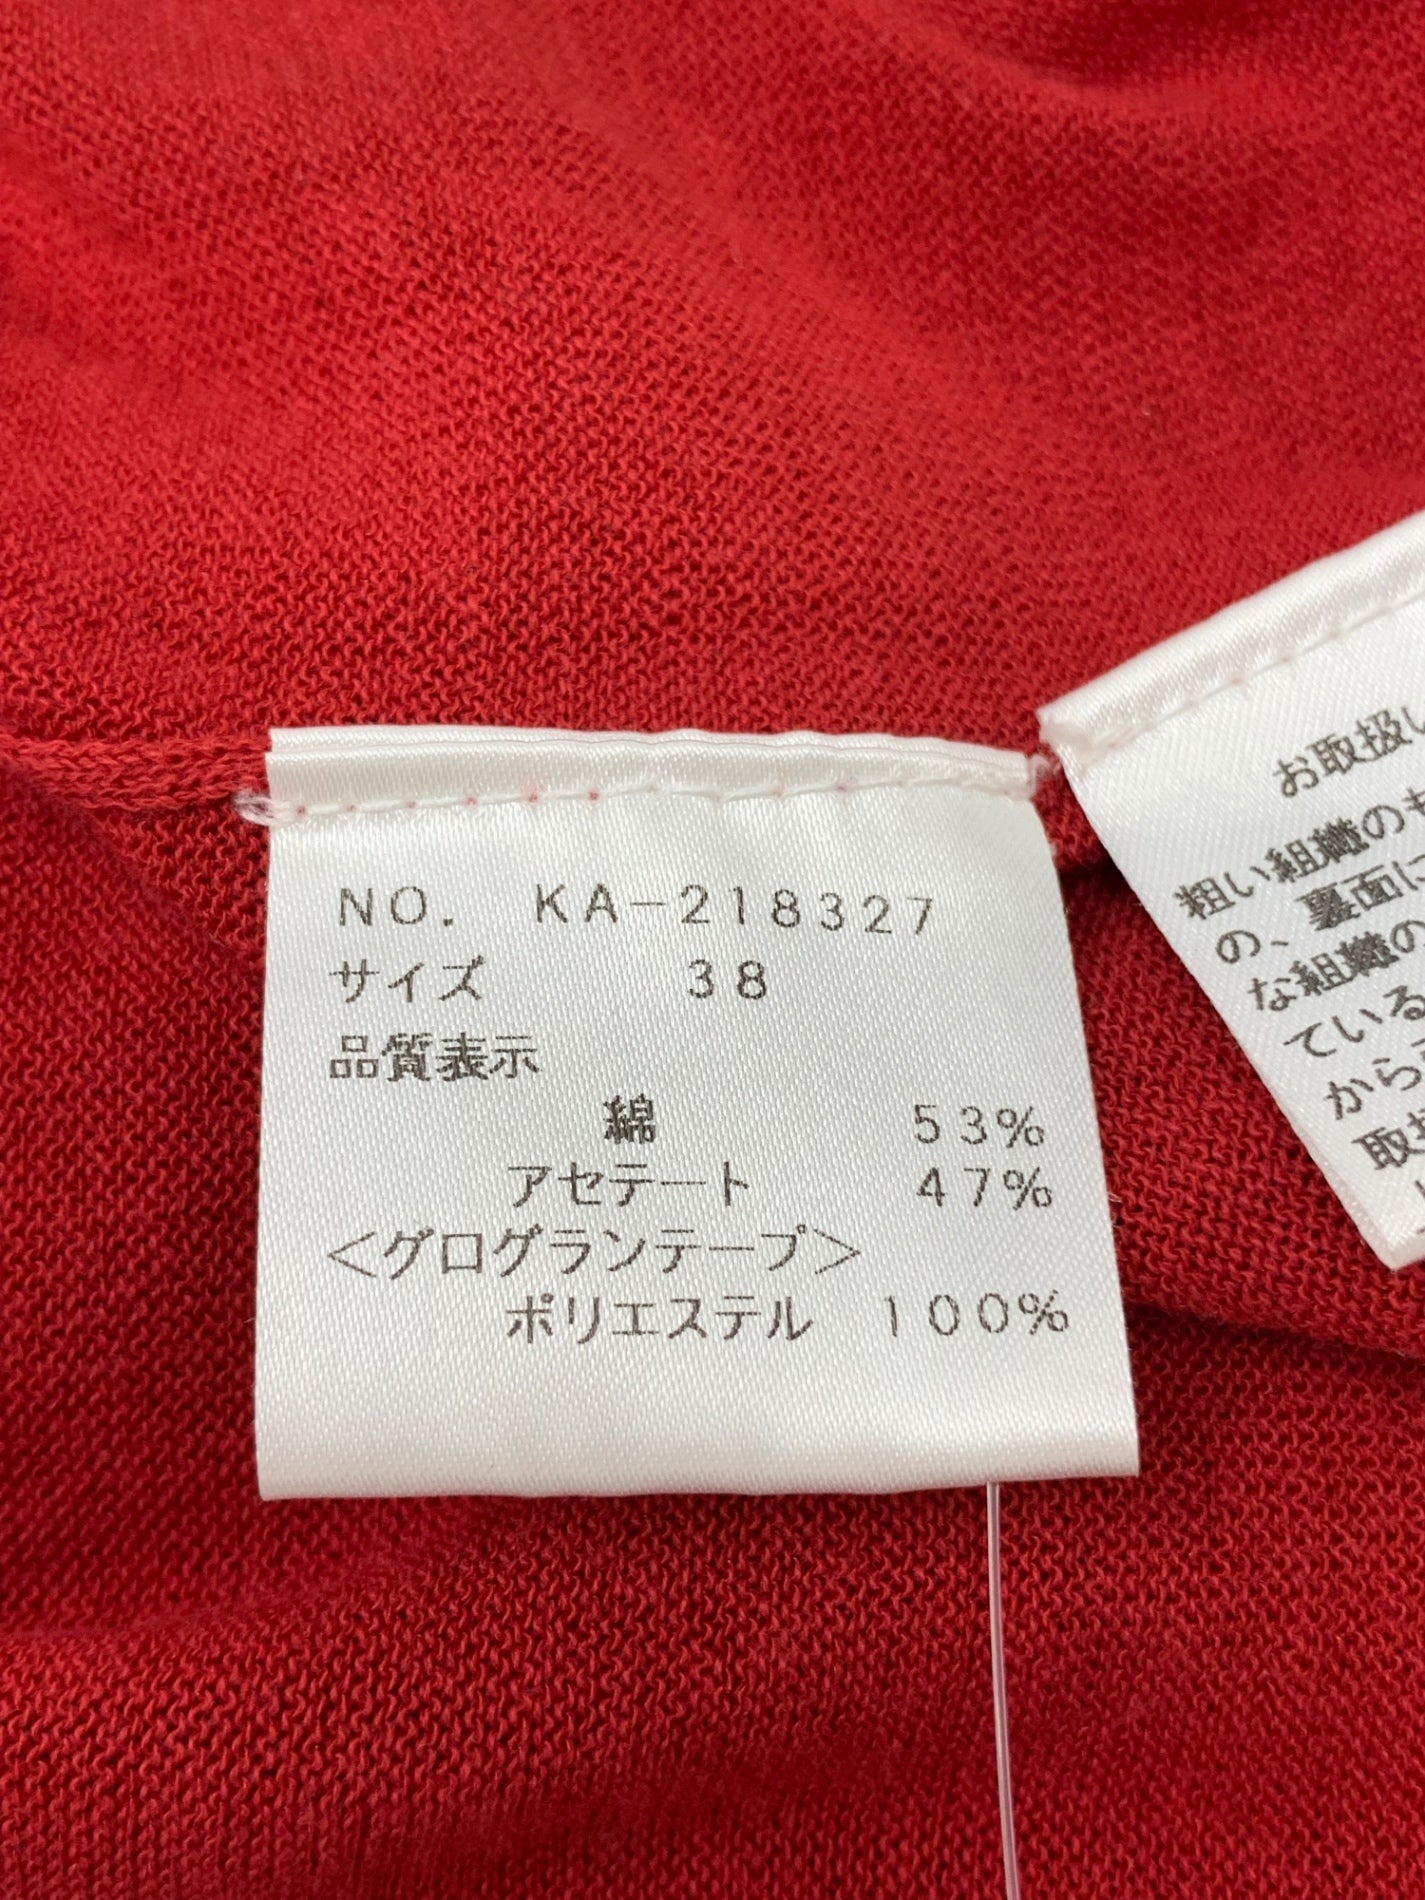 NO. KA-218327
サイズ 38
品質表示
綿 53%
アセテート 47%
<グログランテープ>
ポリエステル 100%
お取扱い
粗い組織のも
の、裏面に
な組織の
ている
から
取扱